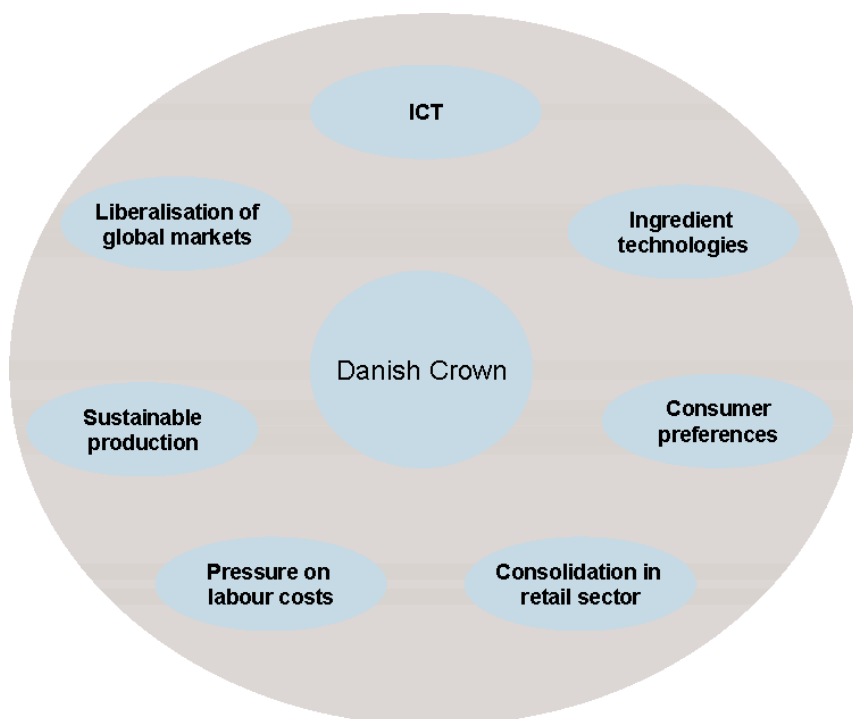 ICT
Liberalisation of
global markets
Ingredient
technologies
Danish Crown
Sustainable
production
Consumer
preferences
Pressure on
labour costs
Consolidation in
retail sector